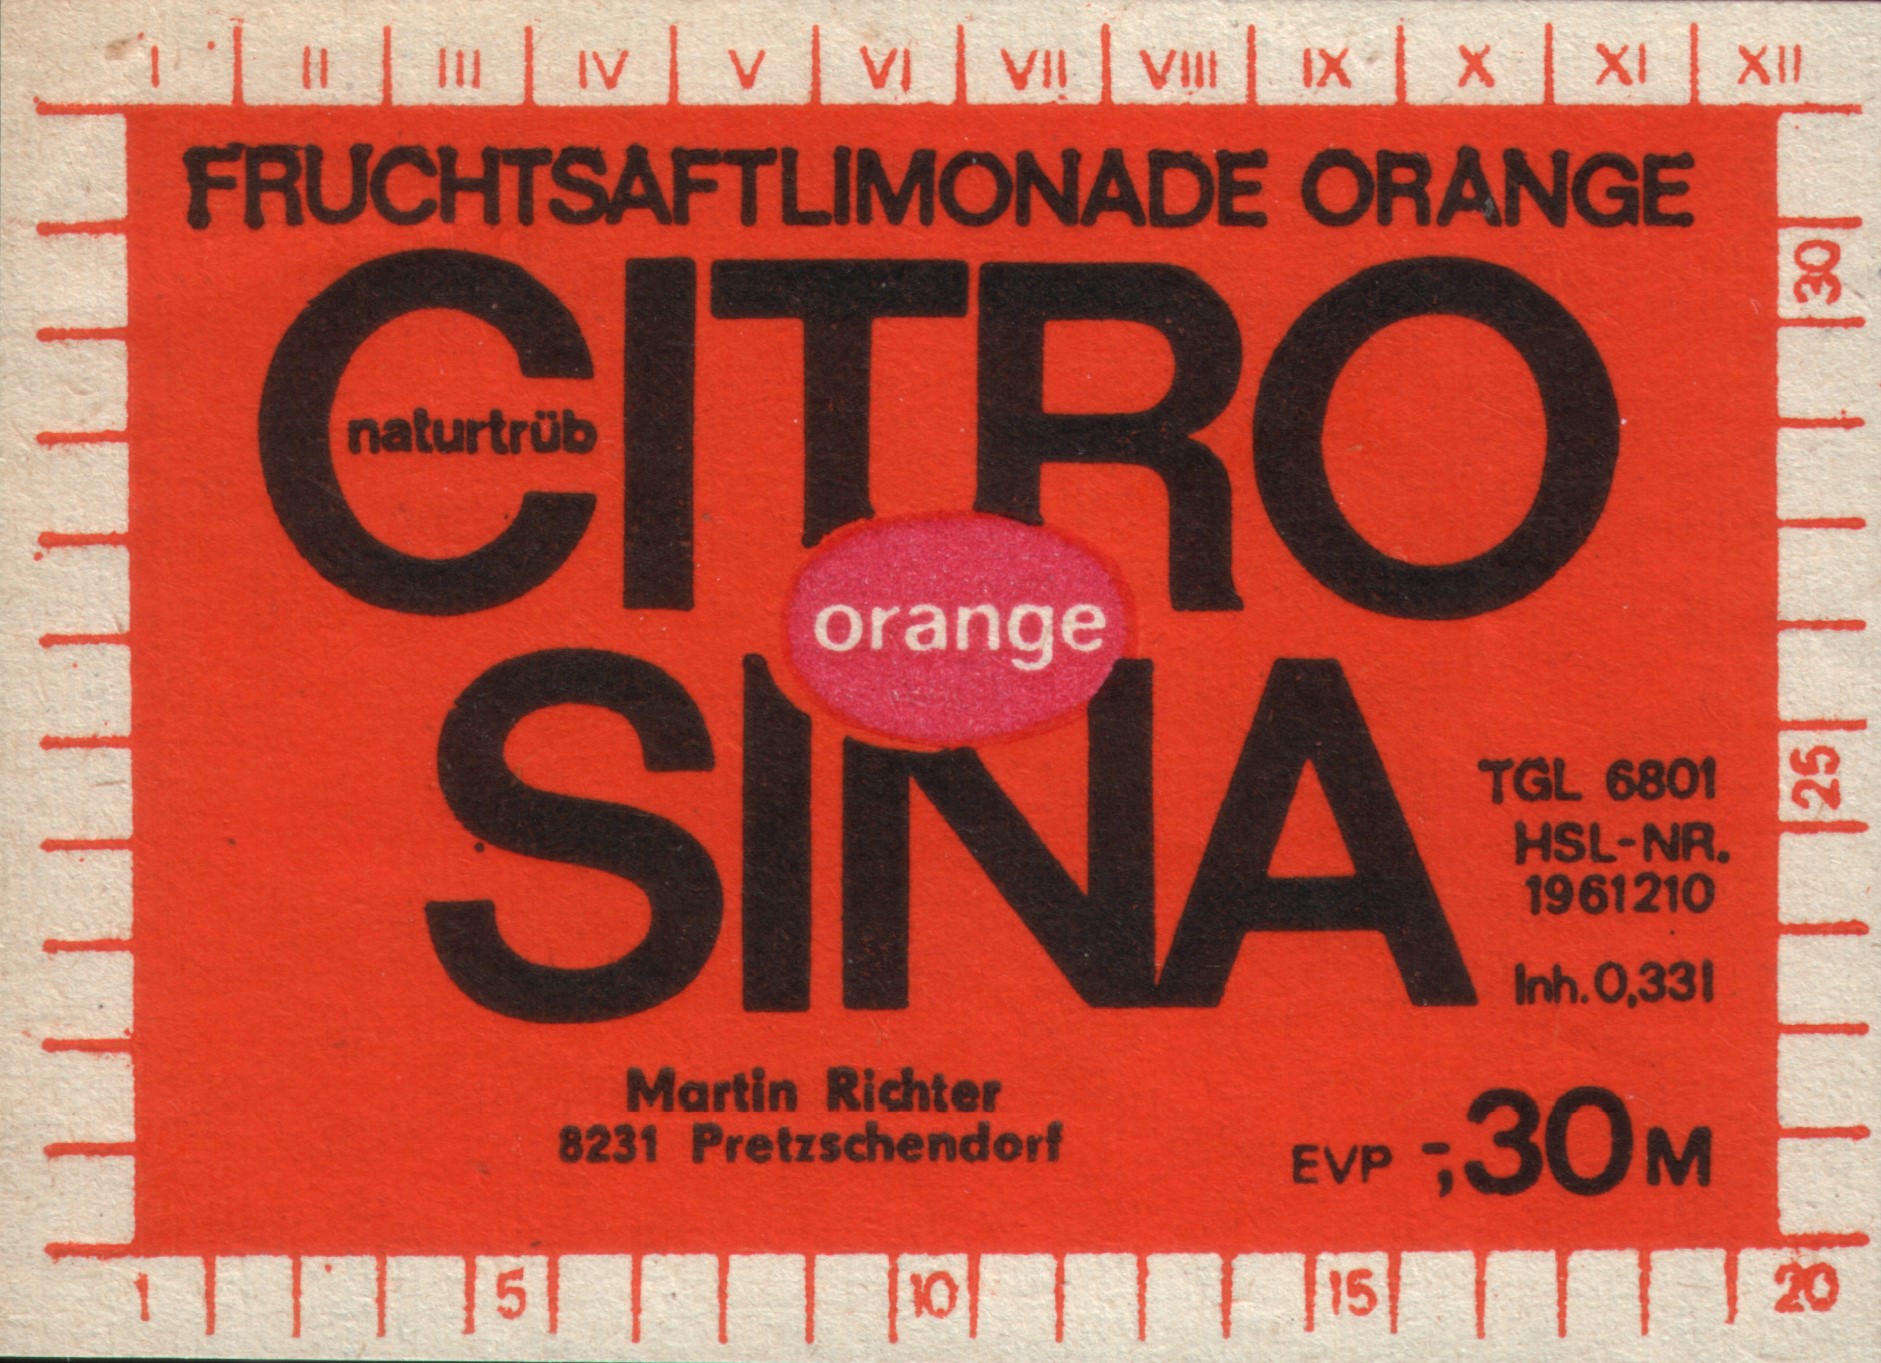 I II III IV V VI VII VIII IX X XI XII
FRUCHTSAFTLIMONADE ORANGE
CITRO
naturtrüb
orange
SINA
TGL 6801
HSL-NR.
1961210
Inh. 0,33 l
Martin Richter
8231 Pretzschendorf
EVP -,30 M
30
25
1 5 10 15 20